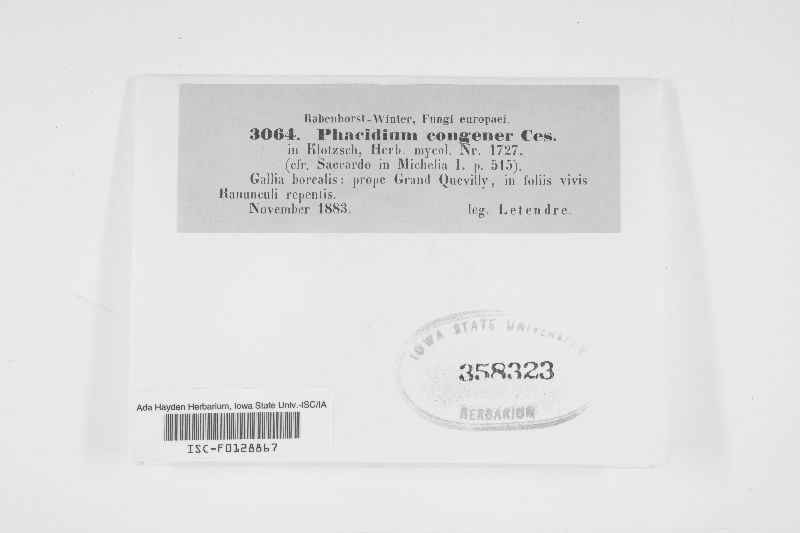 Rabenhorst-Winter, Fungi europaei.
3064. Phacidium congener Ces.
in Klotzsch, Herb. mycol. Nr. 1727.
(cfr. Saccardo in Michelia I. p. 515).
Gallia borealis: prope Grand Quevilly, in foliis vivis
Ranunculi repentis.
November 1883. leg. Letendre.
IOWA STATE UNIVERSITY
358323
HERBARIUM
Ada Hayden Herbarium, Iowa State Univ.-ISC/IA
ISC-F0128867